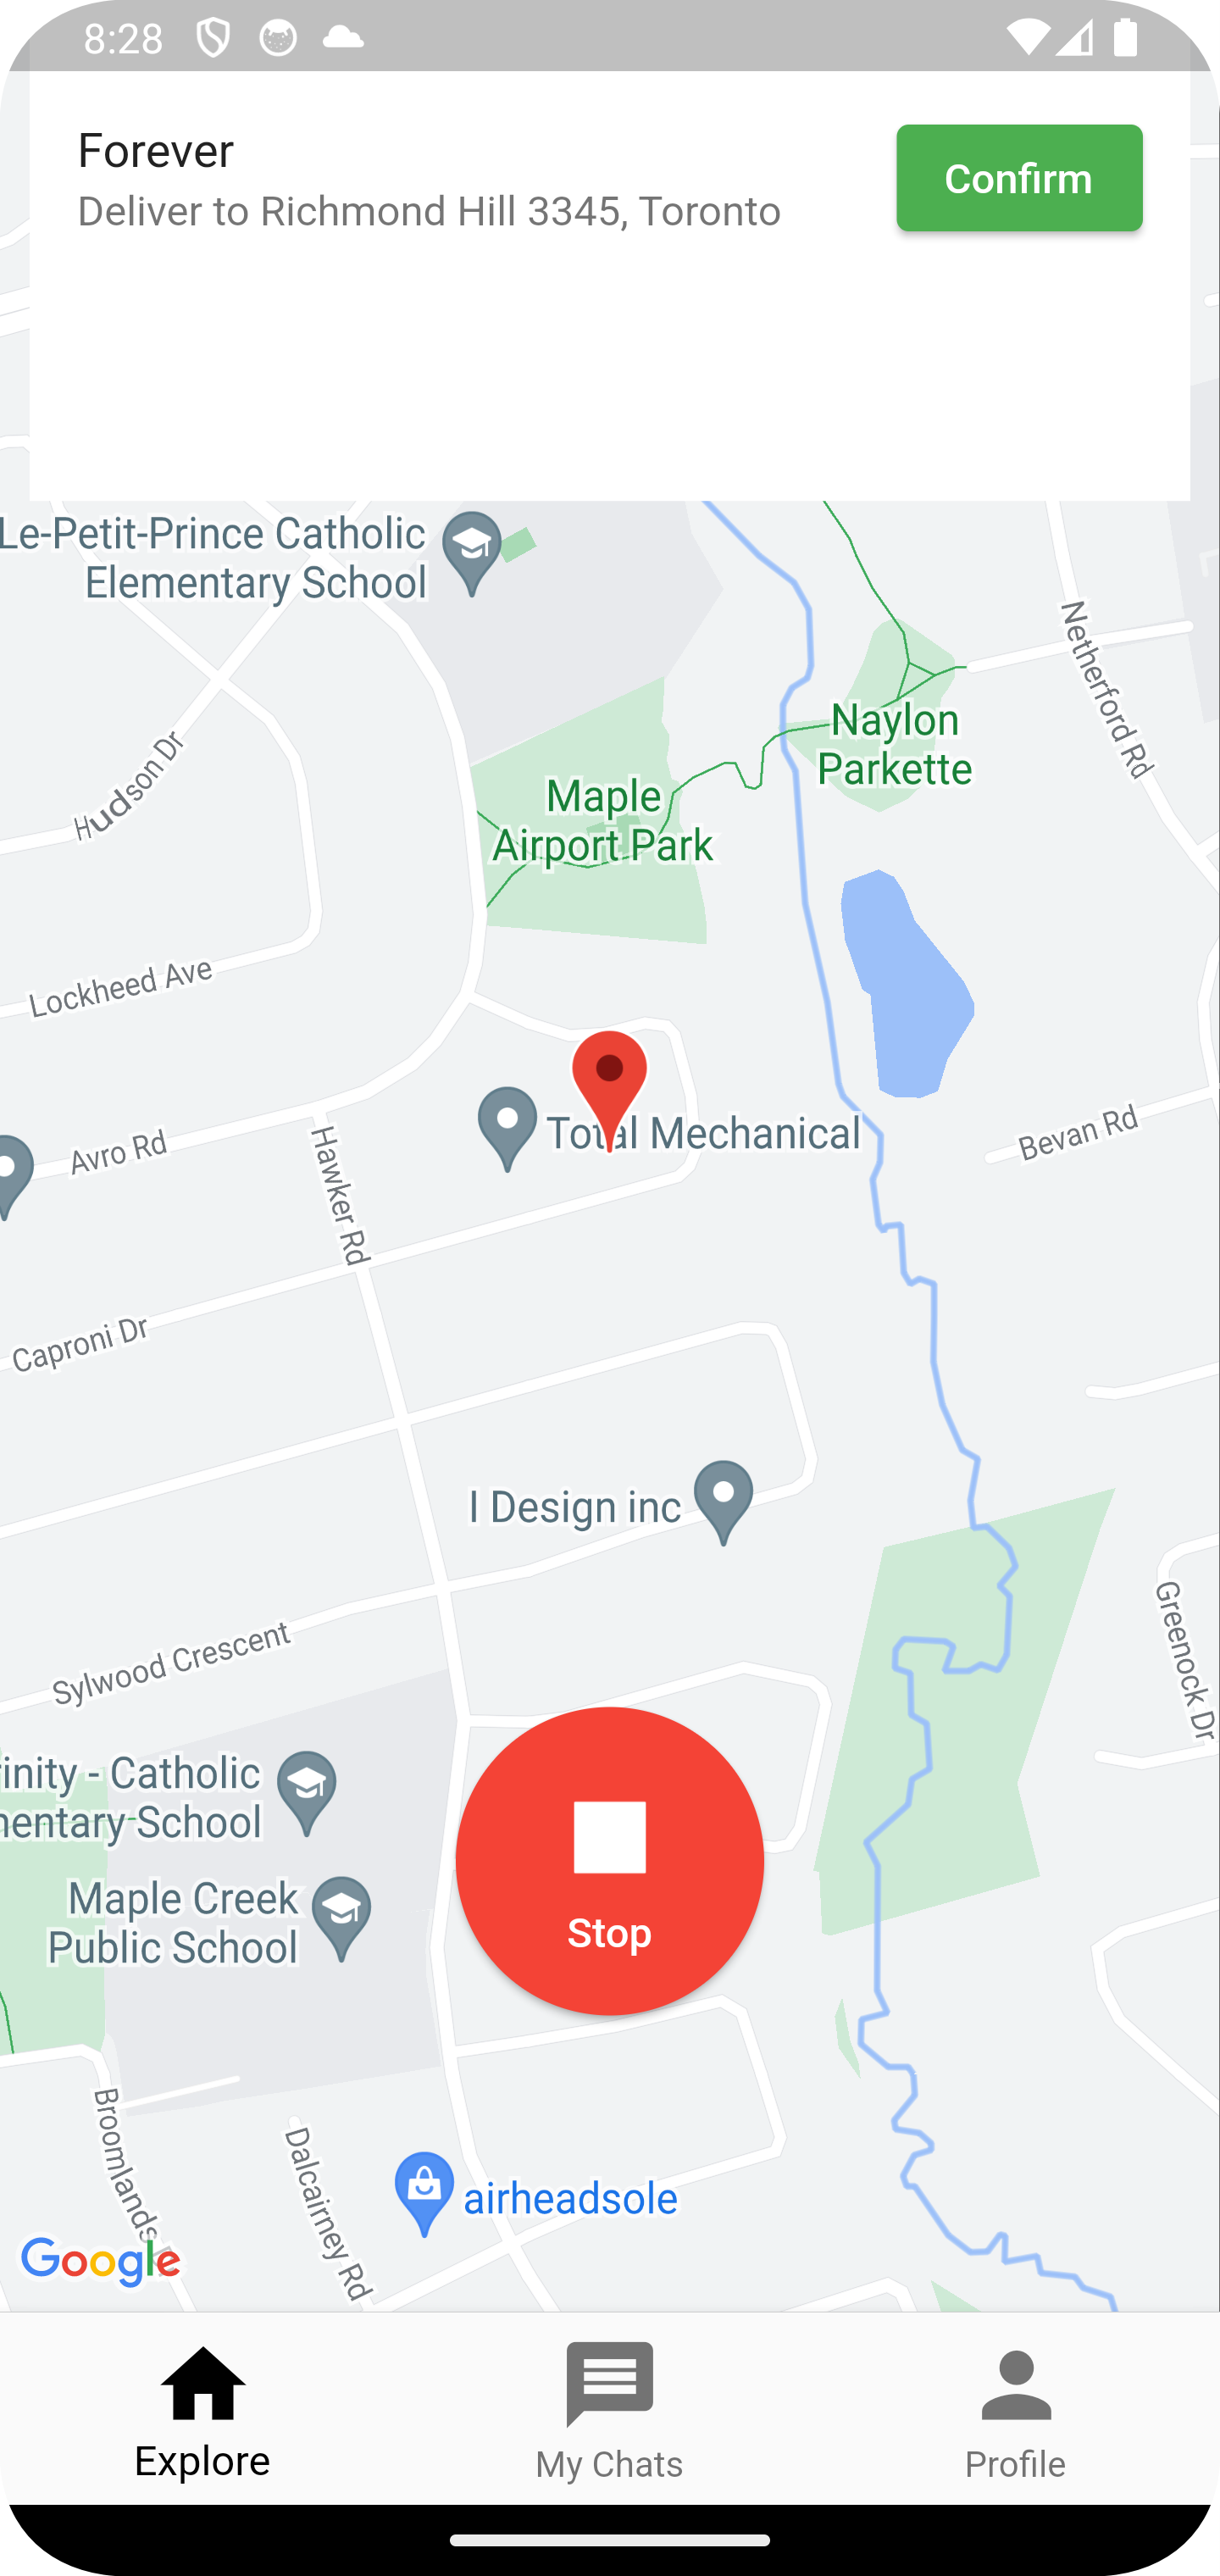 8:28
Forever
Confirm
Deliver to Richmond Hill 3345, Toronto
Le-Petit-Prince Catholic
Elementary School
Netherford Rd
Naylon
Parkette
Hudson Dr
Maple
Airport Park
Lockheed Ave
Total Mechanical
Bevan Rd
Avro Rd
Hawker Rd
Caproni Dr
I Design inc
Greenock Dr
Sylwood Crescent
inity - Catholic
entary School
Maple Creek
Public School
Stop
Broomlands
Dalcairney Rd
airheadsole
Google
Explore
My Chats
Profile